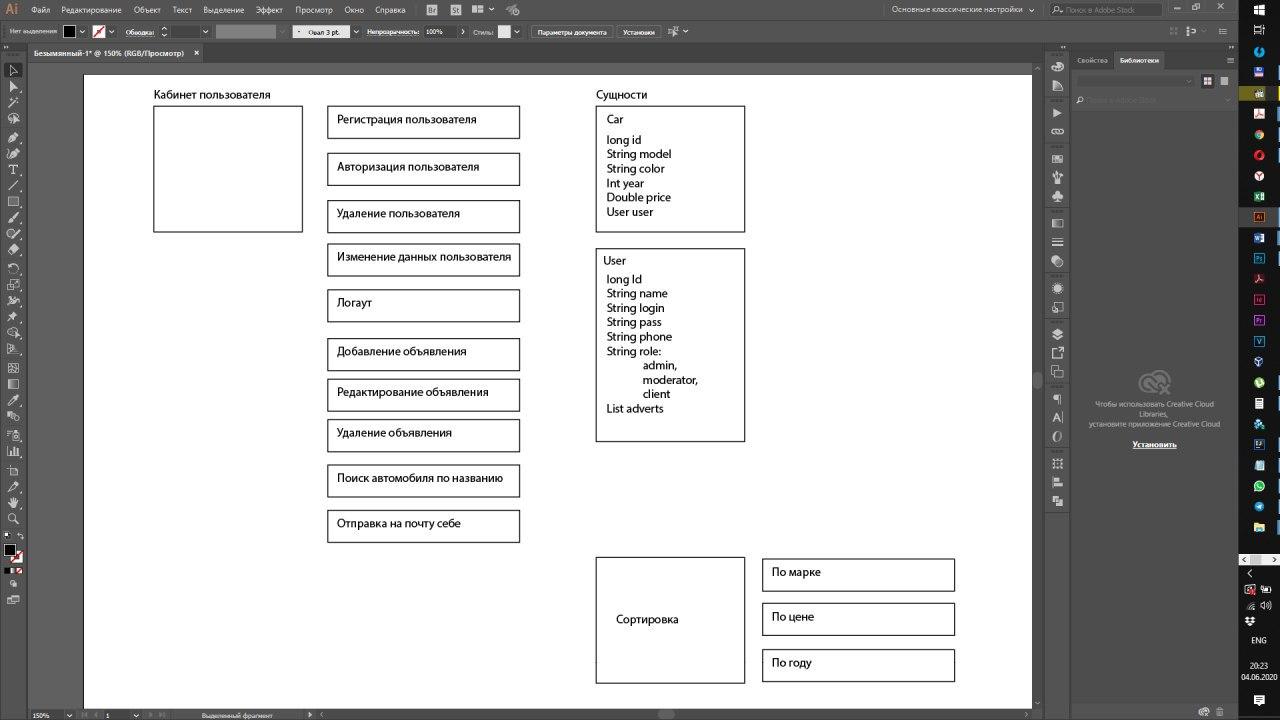 Ai
Файл
Редактирование
Объект
Текст
Выделение
Эффект
Просмотр
Окно
Справка
Br
St
Основные классические настройки
Поиск в Adobe Stock
Нет выделения
Обводка:
Овал 3 pt.
Непрозрачность:
100%
Стиль:
Параметры документа
Установки
Безымянный-1* @ 150% (RGB/Просмотр)
Свойства
Библиотеки
Поиск в Adobe Stock
Кабинет пользователя
Регистрация пользователя
Авторизация пользователя
Удаление пользователя
Изменение данных пользователя
Логаут
Добавление объявления
Редактирование объявления
Удаление объявления
Поиск автомобиля по названию
Отправка на почту себе
Сущности
Car
long id
String model
String color
Int year
Double price
User user
User
long Id
String name
String login
String pass
String phone
String role:
admin,
moderator,
client
List adverts
Сортировка
По марке
По цене
По году
Чтобы использовать Creative Cloud
Libraries,
установите приложение Creative Cloud
Установить
ENG
20:23
04.06.2020
150%
1
Выделенный фрагмент